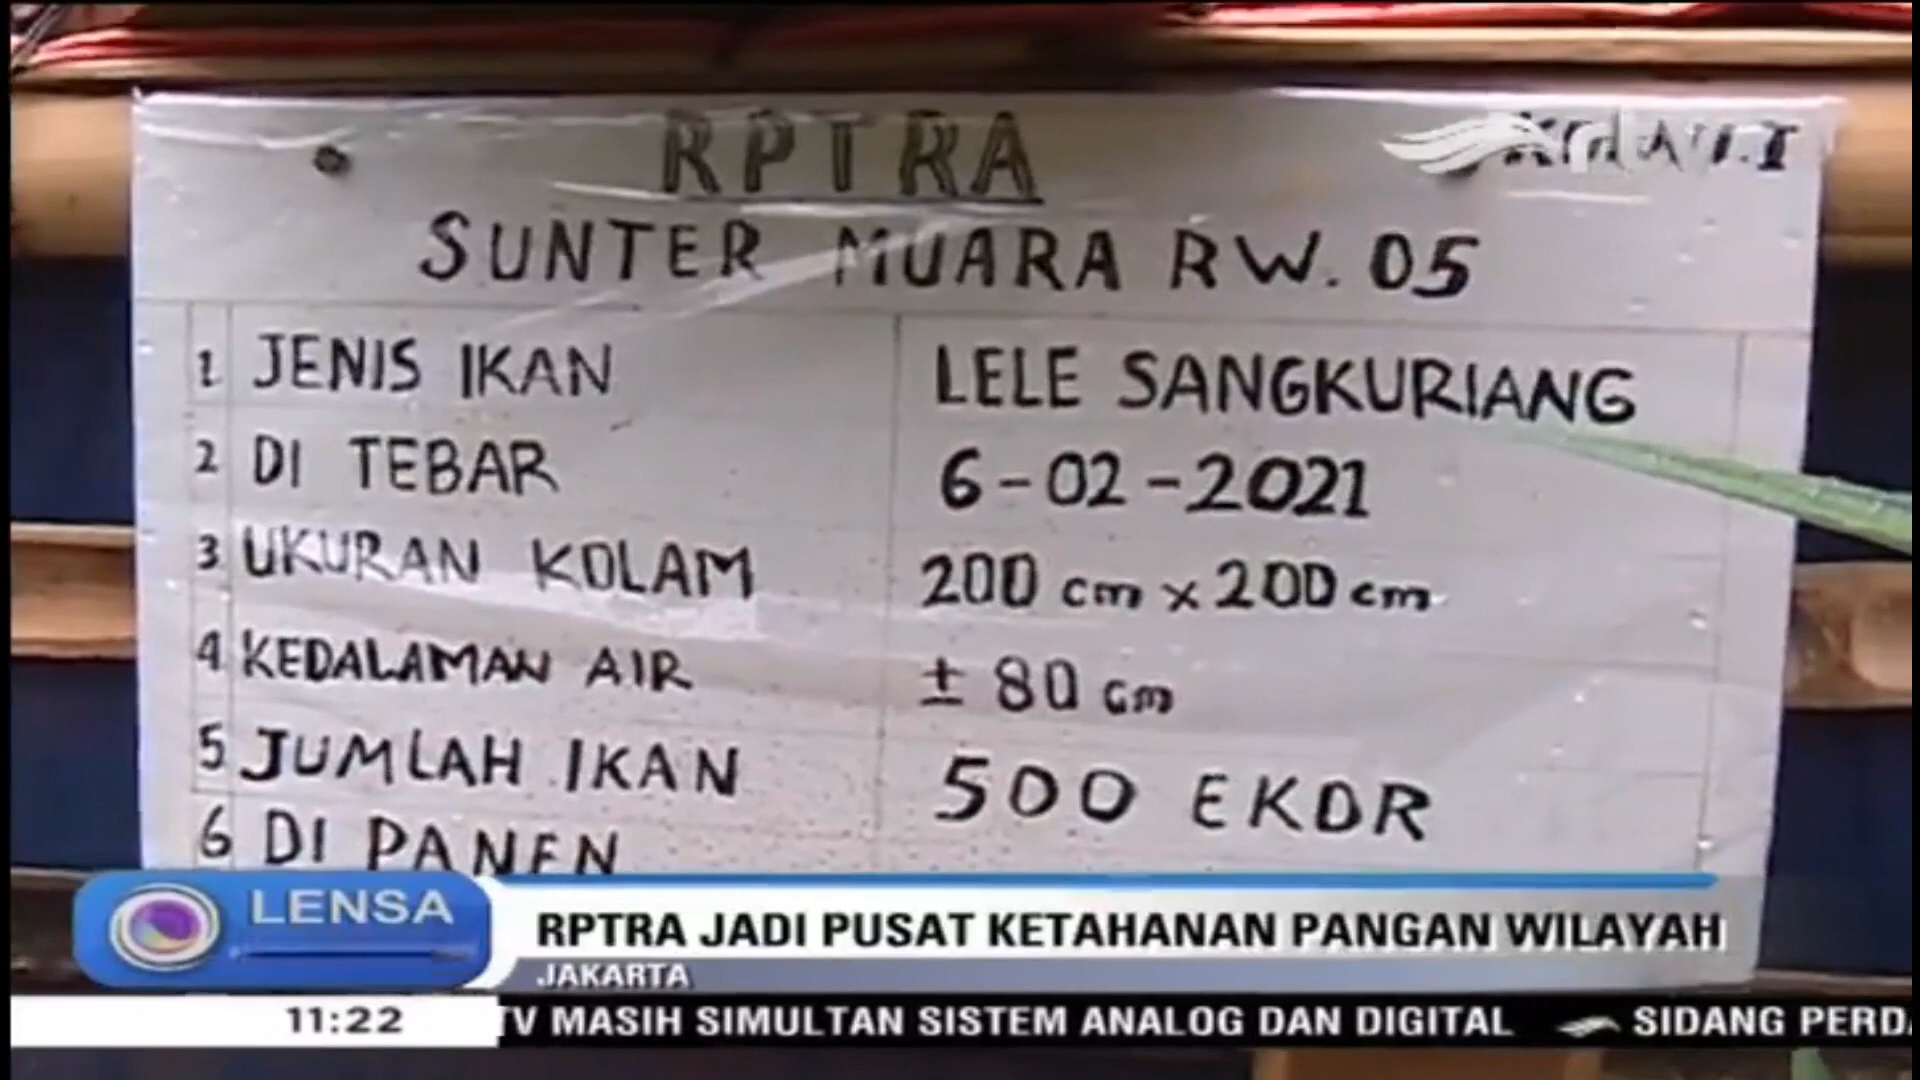 RPTRA
SUNTER MUARA RW. 05
1 JENIS IKAN LELE SANGKURIANG
2 DI TEBAR 6-02-2021
3 UKURAN KOLAM 200 cm x 200 cm
4 KEDALAMAN AIR ± 80 cm
5 JUMLAH IKAN 500 EKOR
6 DI PANEN
LENSA
RPTRA JADI PUSAT KETAHANAN PANGAN WILAYAH
JAKARTA
11:22 TV MASIH SIMULTAN SISTEM ANALOG DAN DIGITAL SIDANG PERD